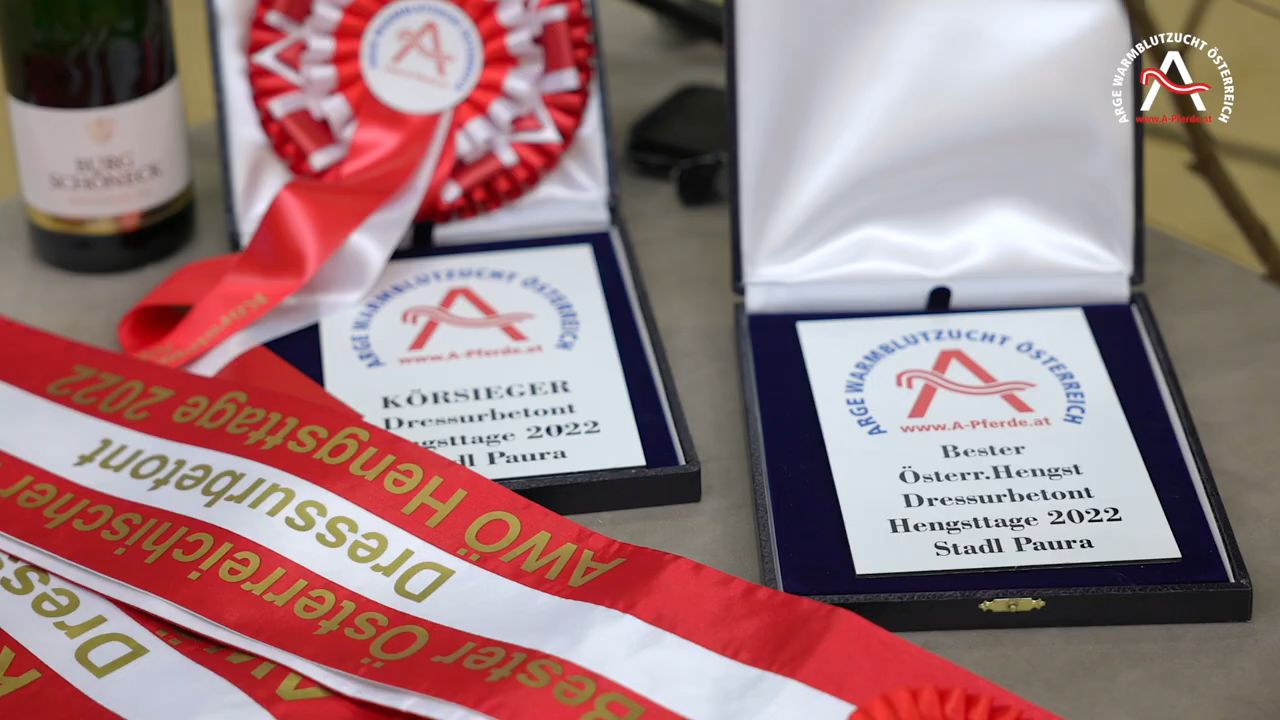 BURG
SCHÖNECK
ARGE WARMBLUTZUCHT ÖSTERREICH
www.A-Pferde.at
ARGE WARMBLUTZUCHT ÖSTERREICH
www.A-Pferde.at
KÖRSIEGER
Dressurbetont
Hengsttage 2022
Stadl Paura
ARGE WARMBLUTZUCHT ÖSTERREICH
www.A-Pferde.at
Bester
Österr.Hengst
Dressurbetont
Hengsttage 2022
Stadl Paura
AWÖ Hengsttage 2022
Dressurbetont
Bester Österreichischer